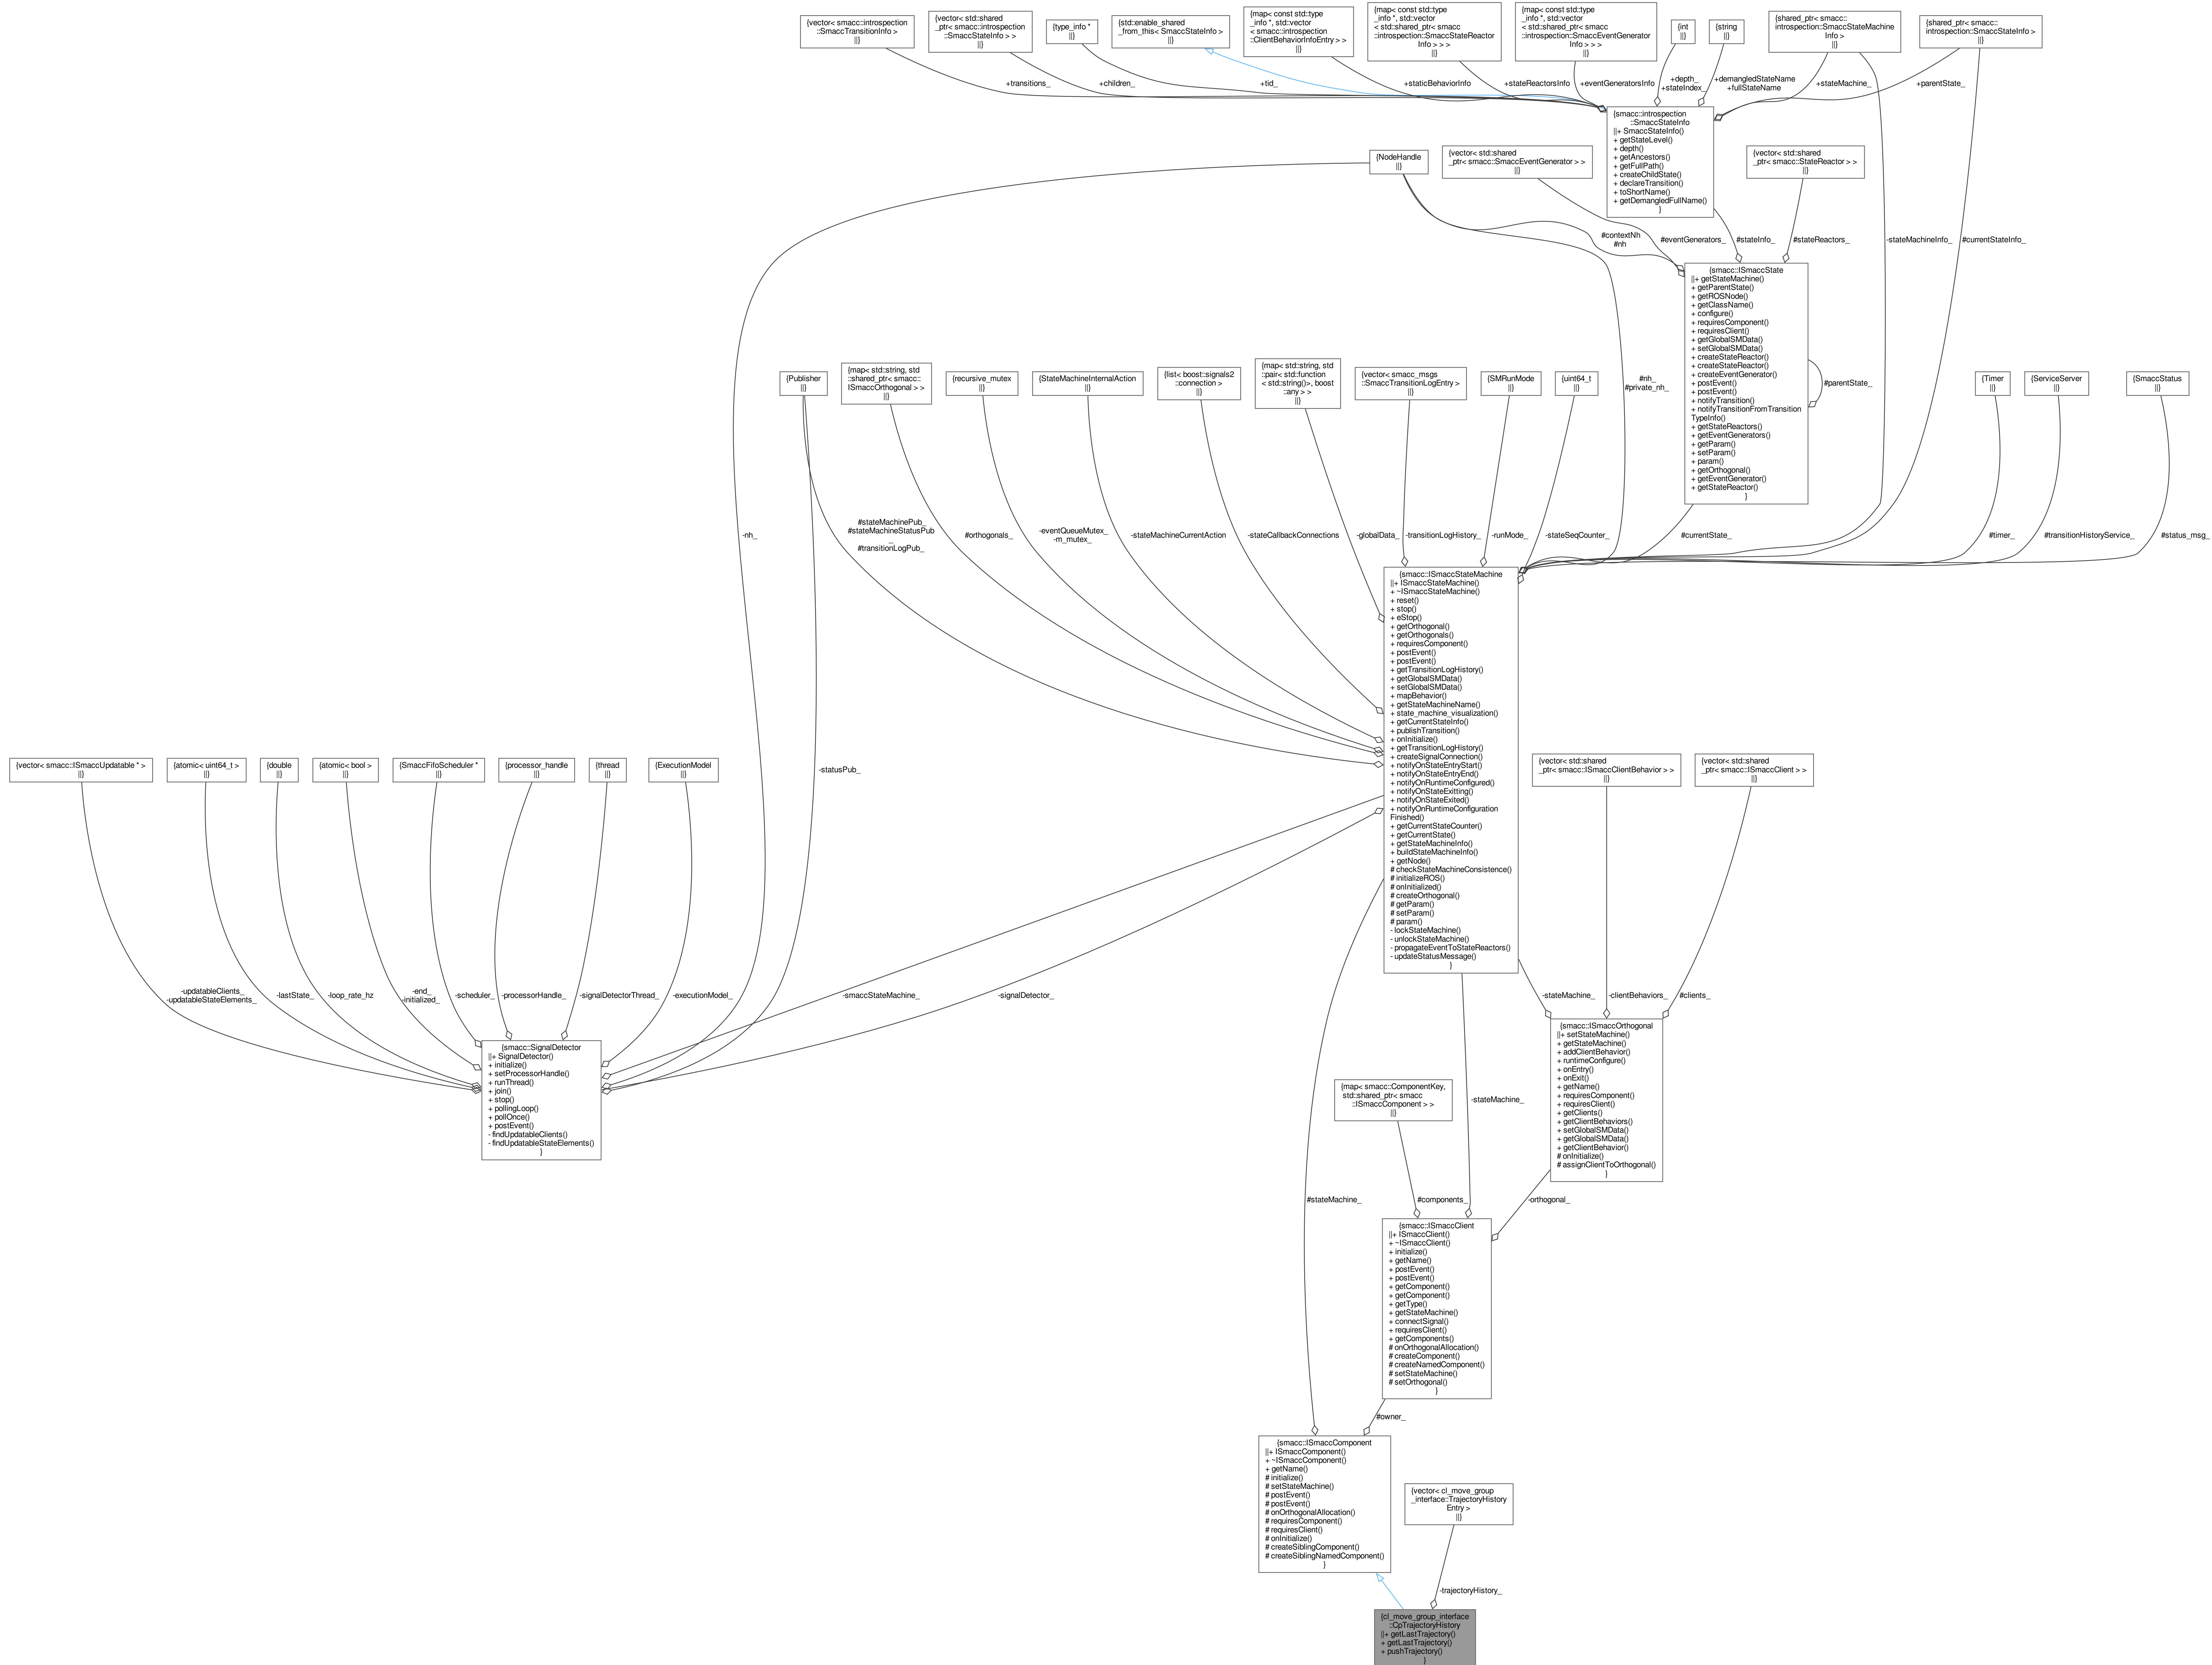 {vector< smacc::introspection
::SmaccTransitionInfo >
||}
{vector< std::shared
_ptr< smacc::introspection
::SmaccStateInfo > >
||}
{type_info *
||}
{std::enable_shared
_from_this< SmaccStateInfo >
||}
{map< const std::type
_info *, std::vector
< smacc::introspection
::ClientBehaviorInfoEntry > >
||}
{map< const std::type
_info *, std::vector
< std::shared_ptr< smacc
::introspection::SmaccStateReactor
Info > > >
||}
{map< const std::type
_info *, std::vector
< std::shared_ptr< smacc
::introspection::SmaccEventGenerator
Info > > >
||}
{int
||}
{string
||}
{shared_ptr< smacc::
introspection::SmaccStateMachine
Info >
||}
{shared_ptr< smacc::
introspection::SmaccStateInfo >
||}
+transitions_
+children_
+tid_
+staticBehaviorInfo
+stateReactorsInfo
+eventGeneratorsInfo
+depth_
+stateIndex_
+demangledStateName
+fullStateName
+stateMachine_
+parentState_
{smacc::introspection
::SmaccStateInfo
||+ SmaccStateInfo()
+ getStateLevel()
+ depth()
+ getAncestors()
+ getFullPath()
+ createChildState()
+ declareTransition()
+ toShortName()
+ getDemangledFullName()
}
{NodeHandle
||}
{vector< std::shared
_ptr< smacc::SmaccEventGenerator > >
||}
{vector< std::shared
_ptr< smacc::StateReactor > >
||}
#contextNh
#nh
#eventGenerators_
#stateInfo_
#stateReactors_
-stateMachineInfo_
#currentStateInfo_
{smacc::ISmaccState
||+ getStateMachine()
+ getParentState()
+ getROSNode()
+ getClassName()
+ configure()
+ requiresComponent()
+ requiresClient()
+ getGlobalSMData()
+ setGlobalSMData()
+ createStateReactor()
+ createStateReactor()
+ createEventGenerator()
+ postEvent()
+ postEvent()
+ notifyTransition()
+ notifyTransitionFromTransition
TypeInfo()
+ getStateReactors()
+ getEventGenerators()
+ getParam()
+ setParam()
+ param()
+ getOrthogonal()
+ getEventGenerator()
+ getStateReactor()
}
#parentState_
{Publisher
||}
{map< std::string, std
::shared_ptr< smacc::
ISmaccOrthogonal > >
||}
{recursive_mutex
||}
{StateMachineInternalAction
||}
{list< boost::signals2
::connection >
||}
{map< std::string, std
::pair< std::function
< std::string()>, boost
::any > >
||}
{vector< smacc_msgs
::SmaccTransitionLogEntry >
||}
{SMRunMode
||}
{uint64_t
||}
#nh_
#private_nh_
{Timer
||}
{ServiceServer
||}
{SmaccStatus
||}
-nh_
#stateMachinePub_
#stateMachineStatusPub
_
#transitionLogPub_
#orthogonals_
-eventQueueMutex_
-m_mutex_
-stateMachineCurrentAction
-stateCallbackConnections
-globalData_
-transitionLogHistory_
-runMode_
-stateSeqCounter_
#currentState_
#timer_
#transitionHistoryService_
#status_msg_
{smacc::ISmaccStateMachine
||+ ISmaccStateMachine()
+ ~ISmaccStateMachine()
+ reset()
+ stop()
+ eStop()
+ getOrthogonal()
+ getOrthogonals()
+ requiresComponent()
+ postEvent()
+ postEvent()
+ getTransitionLogHistory()
+ getGlobalSMData()
+ setGlobalSMData()
+ mapBehavior()
+ getStateMachineName()
+ state_machine_visualization()
+ getCurrentStateInfo()
+ publishTransition()
+ onInitialize()
+ getTransitionLogHistory()
+ createSignalConnection()
+ notifyOnStateEntryStart()
+ notifyOnStateEntryEnd()
+ notifyOnRuntimeConfigured()
+ notifyOnStateExitting()
+ notifyOnStateExited()
+ notifyOnRuntimeConfiguration
Finished()
+ getCurrentStateCounter()
+ getCurrentState()
+ getStateMachineInfo()
+ buildStateMachineInfo()
+ getNode()
# checkStateMachineConsistence()
# initializeROS()
# onInitialized()
# createOrthogonal()
# getParam()
# setParam()
# param()
- lockStateMachine()
- unlockStateMachine()
- propagateEventToStateReactors()
- updateStatusMessage()
}
{vector< smacc::ISmaccUpdatable * >
||}
{atomic< uint64_t >
||}
{double
||}
{atomic< bool >
||}
{SmaccFifoScheduler *
||}
{processor_handle
||}
{thread
||}
{ExecutionModel
||}
-statusPub_
{vector< std::shared
_ptr< smacc::ISmaccClientBehavior > >
||}
{vector< std::shared
_ptr< smacc::ISmaccClient > >
||}
-updatableClients_
-updatableStateElements_
-lastState_
-loop_rate_hz
-end_
-initialized_
-scheduler_
-processorHandle_
-signalDetectorThread_
-executionModel_
-smaccStateMachine_
-signalDetector_
-stateMachine_
-clientBehaviors_
#clients_
{smacc::SignalDetector
||+ SignalDetector()
+ initialize()
+ setProcessorHandle()
+ runThread()
+ join()
+ stop()
+ pollingLoop()
+ pollOnce()
+ postEvent()
- findUpdatableClients()
- findUpdatableStateElements()
}
{smacc::ISmaccOrthogonal
||+ setStateMachine()
+ getStateMachine()
+ addClientBehavior()
+ runtimeConfigure()
+ onEntry()
+ onExit()
+ getName()
+ requiresComponent()
+ requiresClient()
+ getClients()
+ getClientBehaviors()
+ setGlobalSMData()
+ getGlobalSMData()
+ getClientBehavior()
# onInitialize()
# assignClientToOrthogonal()
}
{map< smacc::ComponentKey,
std::shared_ptr< smacc
::ISmaccComponent > >
||}
-stateMachine_
#stateMachine_
#components_
-orthogonal_
{smacc::ISmaccClient
||+ ISmaccClient()
+ ~ISmaccClient()
+ initialize()
+ getName()
+ postEvent()
+ postEvent()
+ getComponent()
+ getComponent()
+ getType()
+ getStateMachine()
+ connectSignal()
+ requiresClient()
+ getComponents()
# onOrthogonalAllocation()
# createComponent()
# createNamedComponent()
# setStateMachine()
# setOrthogonal()
}
#owner_
{smacc::ISmaccComponent
||+ ISmaccComponent()
+ ~ISmaccComponent()
+ getName()
# initialize()
# setStateMachine()
# postEvent()
# postEvent()
# onOrthogonalAllocation()
# requiresComponent()
# requiresClient()
# onInitialize()
# createSiblingComponent()
# createSiblingNamedComponent()
}
{vector< cl_move_group
_interface::TrajectoryHistory
Entry >
||}
-trajectoryHistory_
{cl_move_group_interface
::CpTrajectoryHistory
||+ getLastTrajectory()
+ getLastTrajectory()
+ pushTrajectory()
}